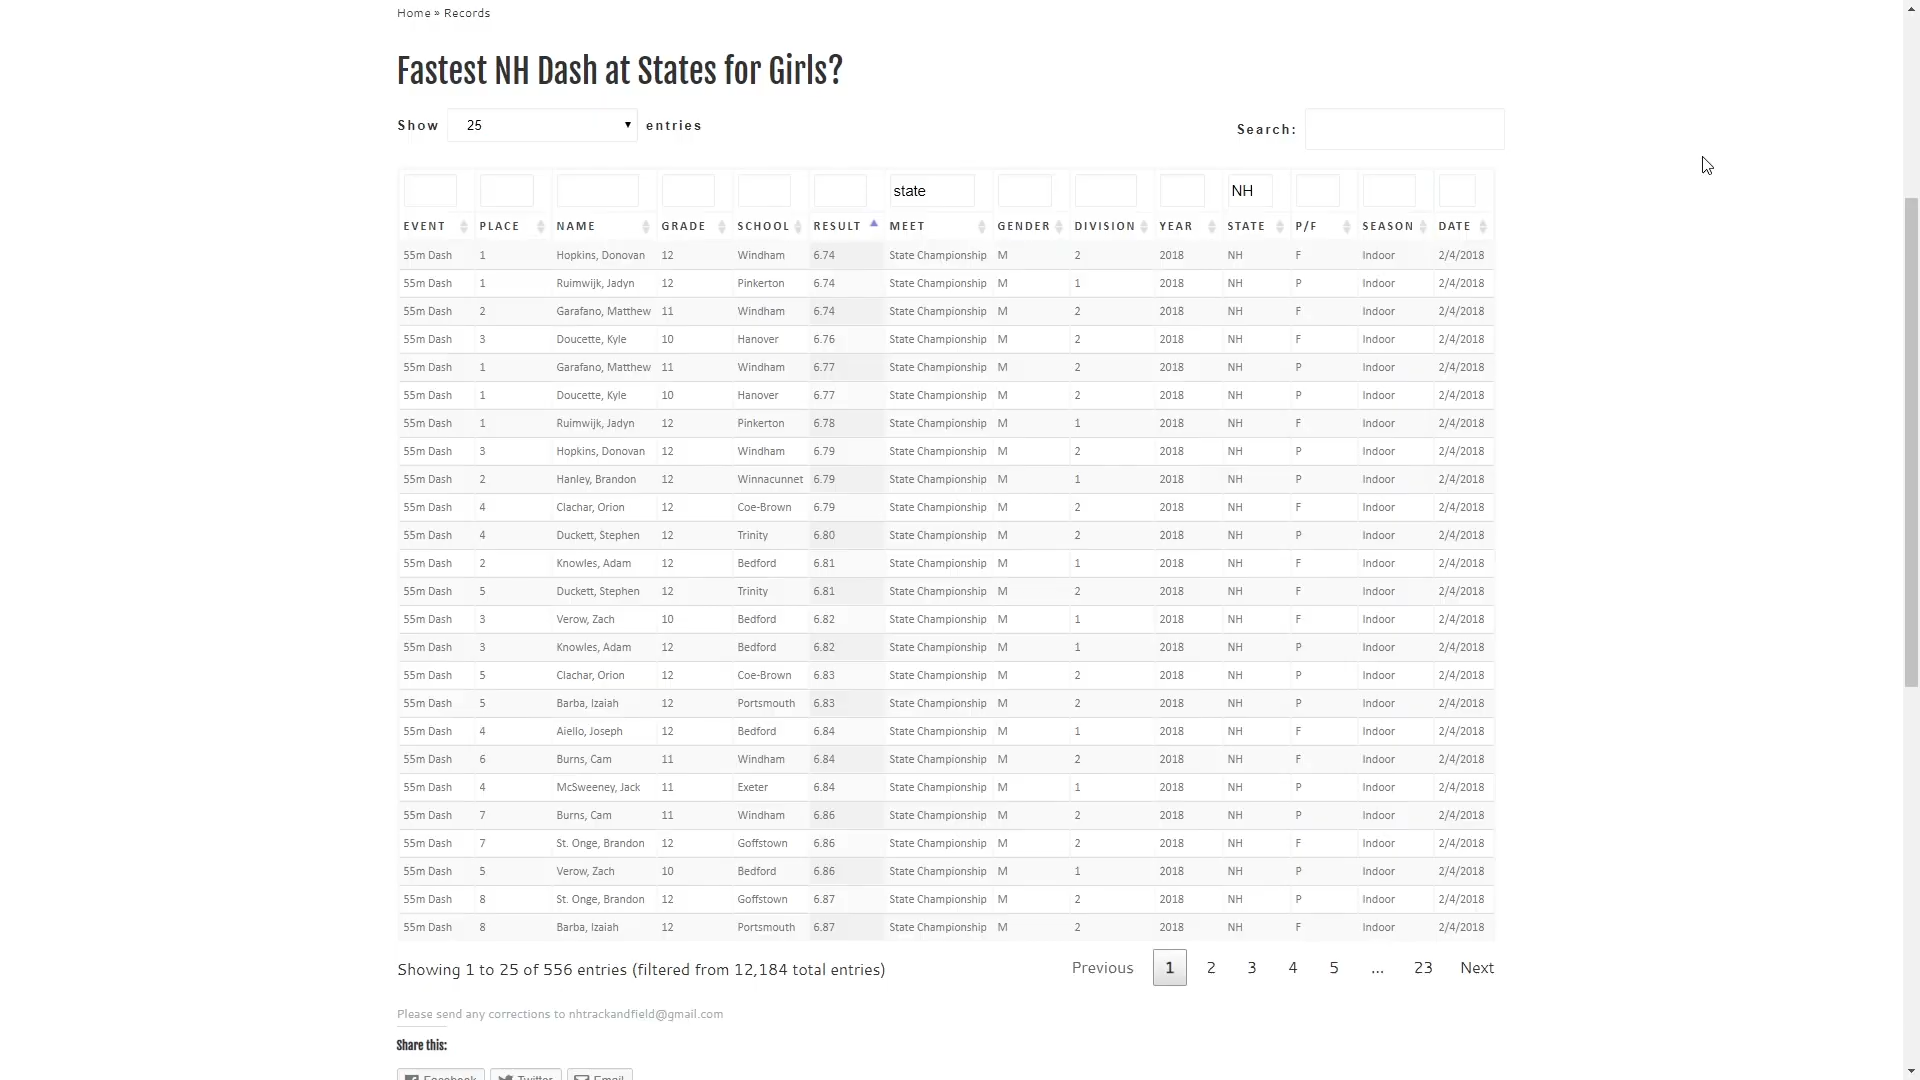 Home » Records
Fastest NH Dash at States for Girls?
Show 25 entries Search:
state NH
EVENT PLACE NAME GRADE SCHOOL RESULT MEET GENDER DIVISION YEAR STATE P/F SEASON DATE
55m Dash 1 Hopkins, Donovan 12 Windham 6.74 State Championship M 2 2018 NH F Indoor 2/4/2018
55m Dash 1 Ruimwijk, Jadyn 12 Pinkerton 6.74 State Championship M 1 2018 NH P Indoor 2/4/2018
55m Dash 2 Garafano, Matthew 11 Windham 6.74 State Championship M 2 2018 NH F Indoor 2/4/2018
55m Dash 3 Doucette, Kyle 10 Hanover 6.76 State Championship M 2 2018 NH F Indoor 2/4/2018
55m Dash 1 Garafano, Matthew 11 Windham 6.77 State Championship M 2 2018 NH P Indoor 2/4/2018
55m Dash 1 Doucette, Kyle 10 Hanover 6.77 State Championship M 2 2018 NH P Indoor 2/4/2018
55m Dash 1 Ruimwijk, Jadyn 12 Pinkerton 6.78 State Championship M 1 2018 NH F Indoor 2/4/2018
55m Dash 3 Hopkins, Donovan 12 Windham 6.79 State Championship M 2 2018 NH P Indoor 2/4/2018
55m Dash 2 Hanley, Brandon 12 Winnacunnet 6.79 State Championship M 1 2018 NH P Indoor 2/4/2018
55m Dash 4 Clachar, Orion 12 Coe-Brown 6.79 State Championship M 2 2018 NH F Indoor 2/4/2018
55m Dash 4 Duckett, Stephen 12 Trinity 6.80 State Championship M 2 2018 NH P Indoor 2/4/2018
55m Dash 2 Knowles, Adam 12 Bedford 6.81 State Championship M 1 2018 NH F Indoor 2/4/2018
55m Dash 5 Duckett, Stephen 12 Trinity 6.81 State Championship M 2 2018 NH F Indoor 2/4/2018
55m Dash 3 Verow, Zach 10 Bedford 6.82 State Championship M 1 2018 NH F Indoor 2/4/2018
55m Dash 3 Knowles, Adam 12 Bedford 6.82 State Championship M 1 2018 NH P Indoor 2/4/2018
55m Dash 5 Clachar, Orion 12 Coe-Brown 6.83 State Championship M 2 2018 NH P Indoor 2/4/2018
55m Dash 5 Barba, Izaiah 12 Portsmouth 6.83 State Championship M 2 2018 NH P Indoor 2/4/2018
55m Dash 4 Aiello, Joseph 12 Bedford 6.84 State Championship M 1 2018 NH F Indoor 2/4/2018
55m Dash 6 Burns, Cam 11 Windham 6.84 State Championship M 2 2018 NH F Indoor 2/4/2018
55m Dash 4 McSweeney, Jack 11 Exeter 6.84 State Championship M 1 2018 NH P Indoor 2/4/2018
55m Dash 7 Burns, Cam 11 Windham 6.86 State Championship M 2 2018 NH P Indoor 2/4/2018
55m Dash 7 St. Onge, Brandon 12 Goffstown 6.86 State Championship M 2 2018 NH F Indoor 2/4/2018
55m Dash 5 Verow, Zach 10 Bedford 6.86 State Championship M 1 2018 NH P Indoor 2/4/2018
55m Dash 8 St. Onge, Brandon 12 Goffstown 6.87 State Championship M 2 2018 NH P Indoor 2/4/2018
55m Dash 8 Barba, Izaiah 12 Portsmouth 6.87 State Championship M 2 2018 NH F Indoor 2/4/2018
Showing 1 to 25 of 556 entries (filtered from 12,184 total entries) Previous 1 2 3 4 5 ... 23 Next
Please send any corrections to nhtrackandfield@gmail.com
Share this:
Facebook Twitter Email